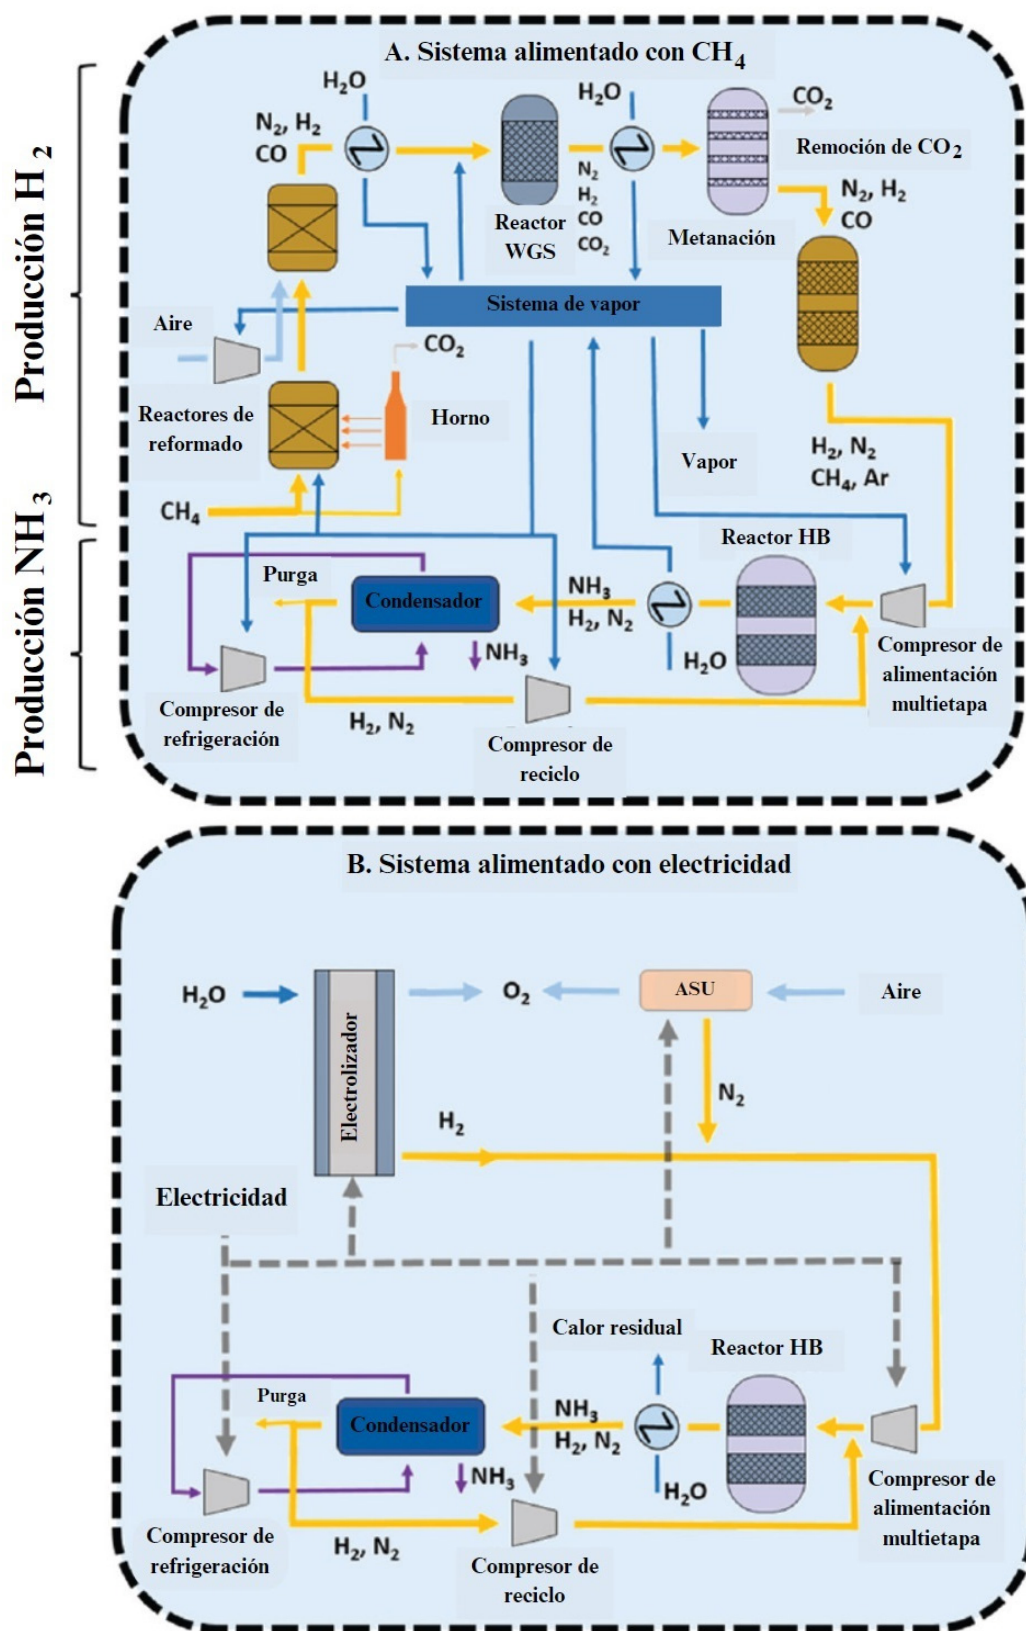 Producción H₂
Producción NH₃
A. Sistema alimentado con CH₄
H₂O
H₂O
CO₂
N₂, H₂
CO
Remoción de CO₂
N₂
H₂
CO
CO₂
N₂, H₂
CO
Reactor
WGS
Metanación
Sistema de vapor
Aire
CO₂
Reactores de
reformado
Horno
Vapor
H₂, N₂
CH₄, Ar
CH₄
Reactor HB
Purga
Condensador
NH₃
H₂, N₂
NH₃
H₂O
Compresor de
alimentación
multietapa
Compresor de
refrigeración
H₂, N₂
Compresor de
reciclo
B. Sistema alimentado con electricidad
H₂O
Electrolizador
O₂
ASU
Aire
N₂
H₂
Electricidad
Calor residual
Reactor HB
Purga
Condensador
NH₃
H₂, N₂
NH₃
H₂O
Compresor de
alimentación
multietapa
Compresor de
refrigeración
H₂, N₂
Compresor de
reciclo